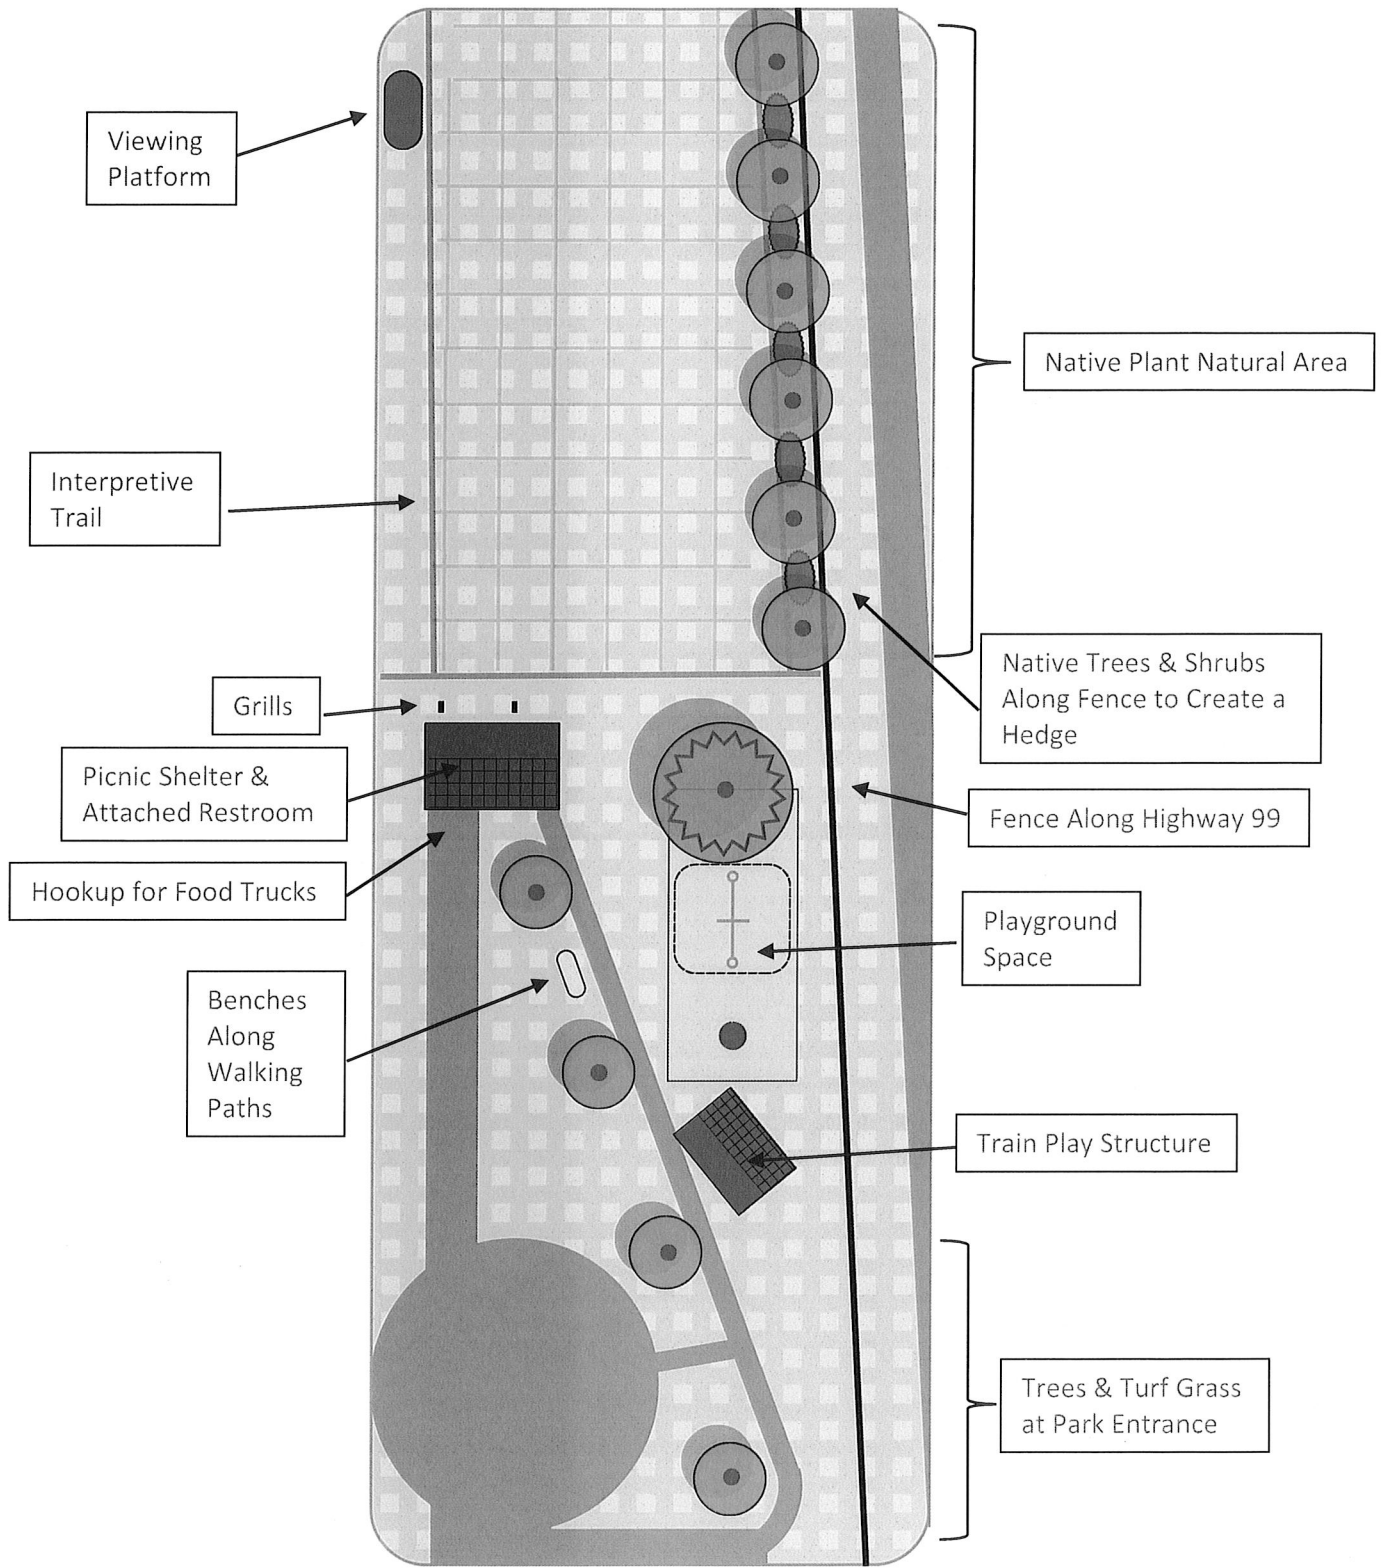 Viewing
Platform
Native Plant Natural Area
Interpretive
Trail
Native Trees & Shrubs
Along Fence to Create a
Hedge
Grills
Picnic Shelter &
Attached Restroom
Fence Along Highway 99
Hookup for Food Trucks
Playground
Space
Benches
Along
Walking
Paths
Train Play Structure
Trees & Turf Grass
at Park Entrance